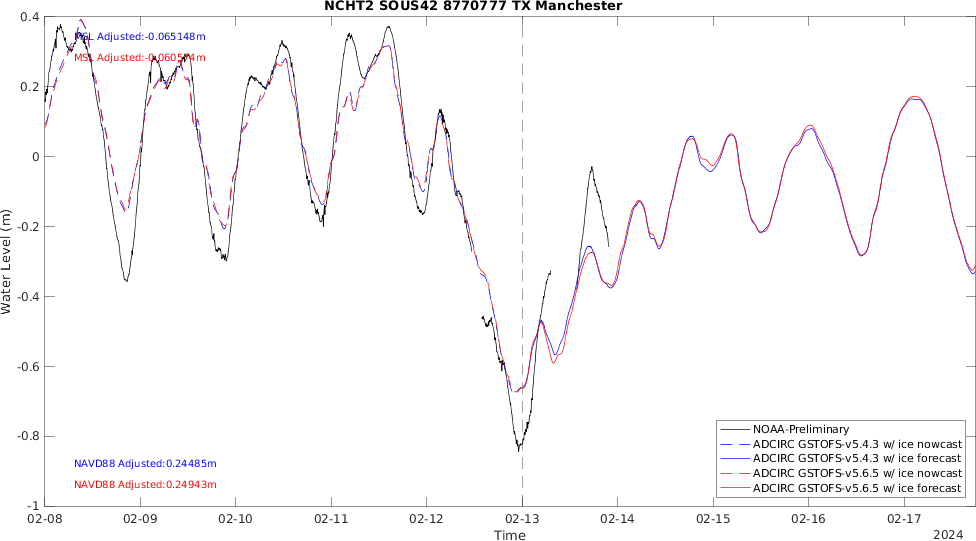 NCHT2 SOUS42 8770777 TX Manchester
0.4
0.2
0
-0.2
-0.4
-0.6
-0.8
-1
Water Level (m)
MSL Adjusted:-0.065148m
MSL Adjusted:-0.060514m
NAVD88 Adjusted:0.24485m
NAVD88 Adjusted:0.24943m
NOAA-Preliminary
ADCIRC GSTOFS-v5.4.3 w/ ice nowcast
ADCIRC GSTOFS-v5.4.3 w/ ice forecast
ADCIRC GSTOFS-v5.6.5 w/ ice nowcast
ADCIRC GSTOFS-v5.6.5 w/ ice forecast
02-08 02-09 02-10 02-11 02-12 02-13 02-14 02-15 02-16 02-17
Time
2024